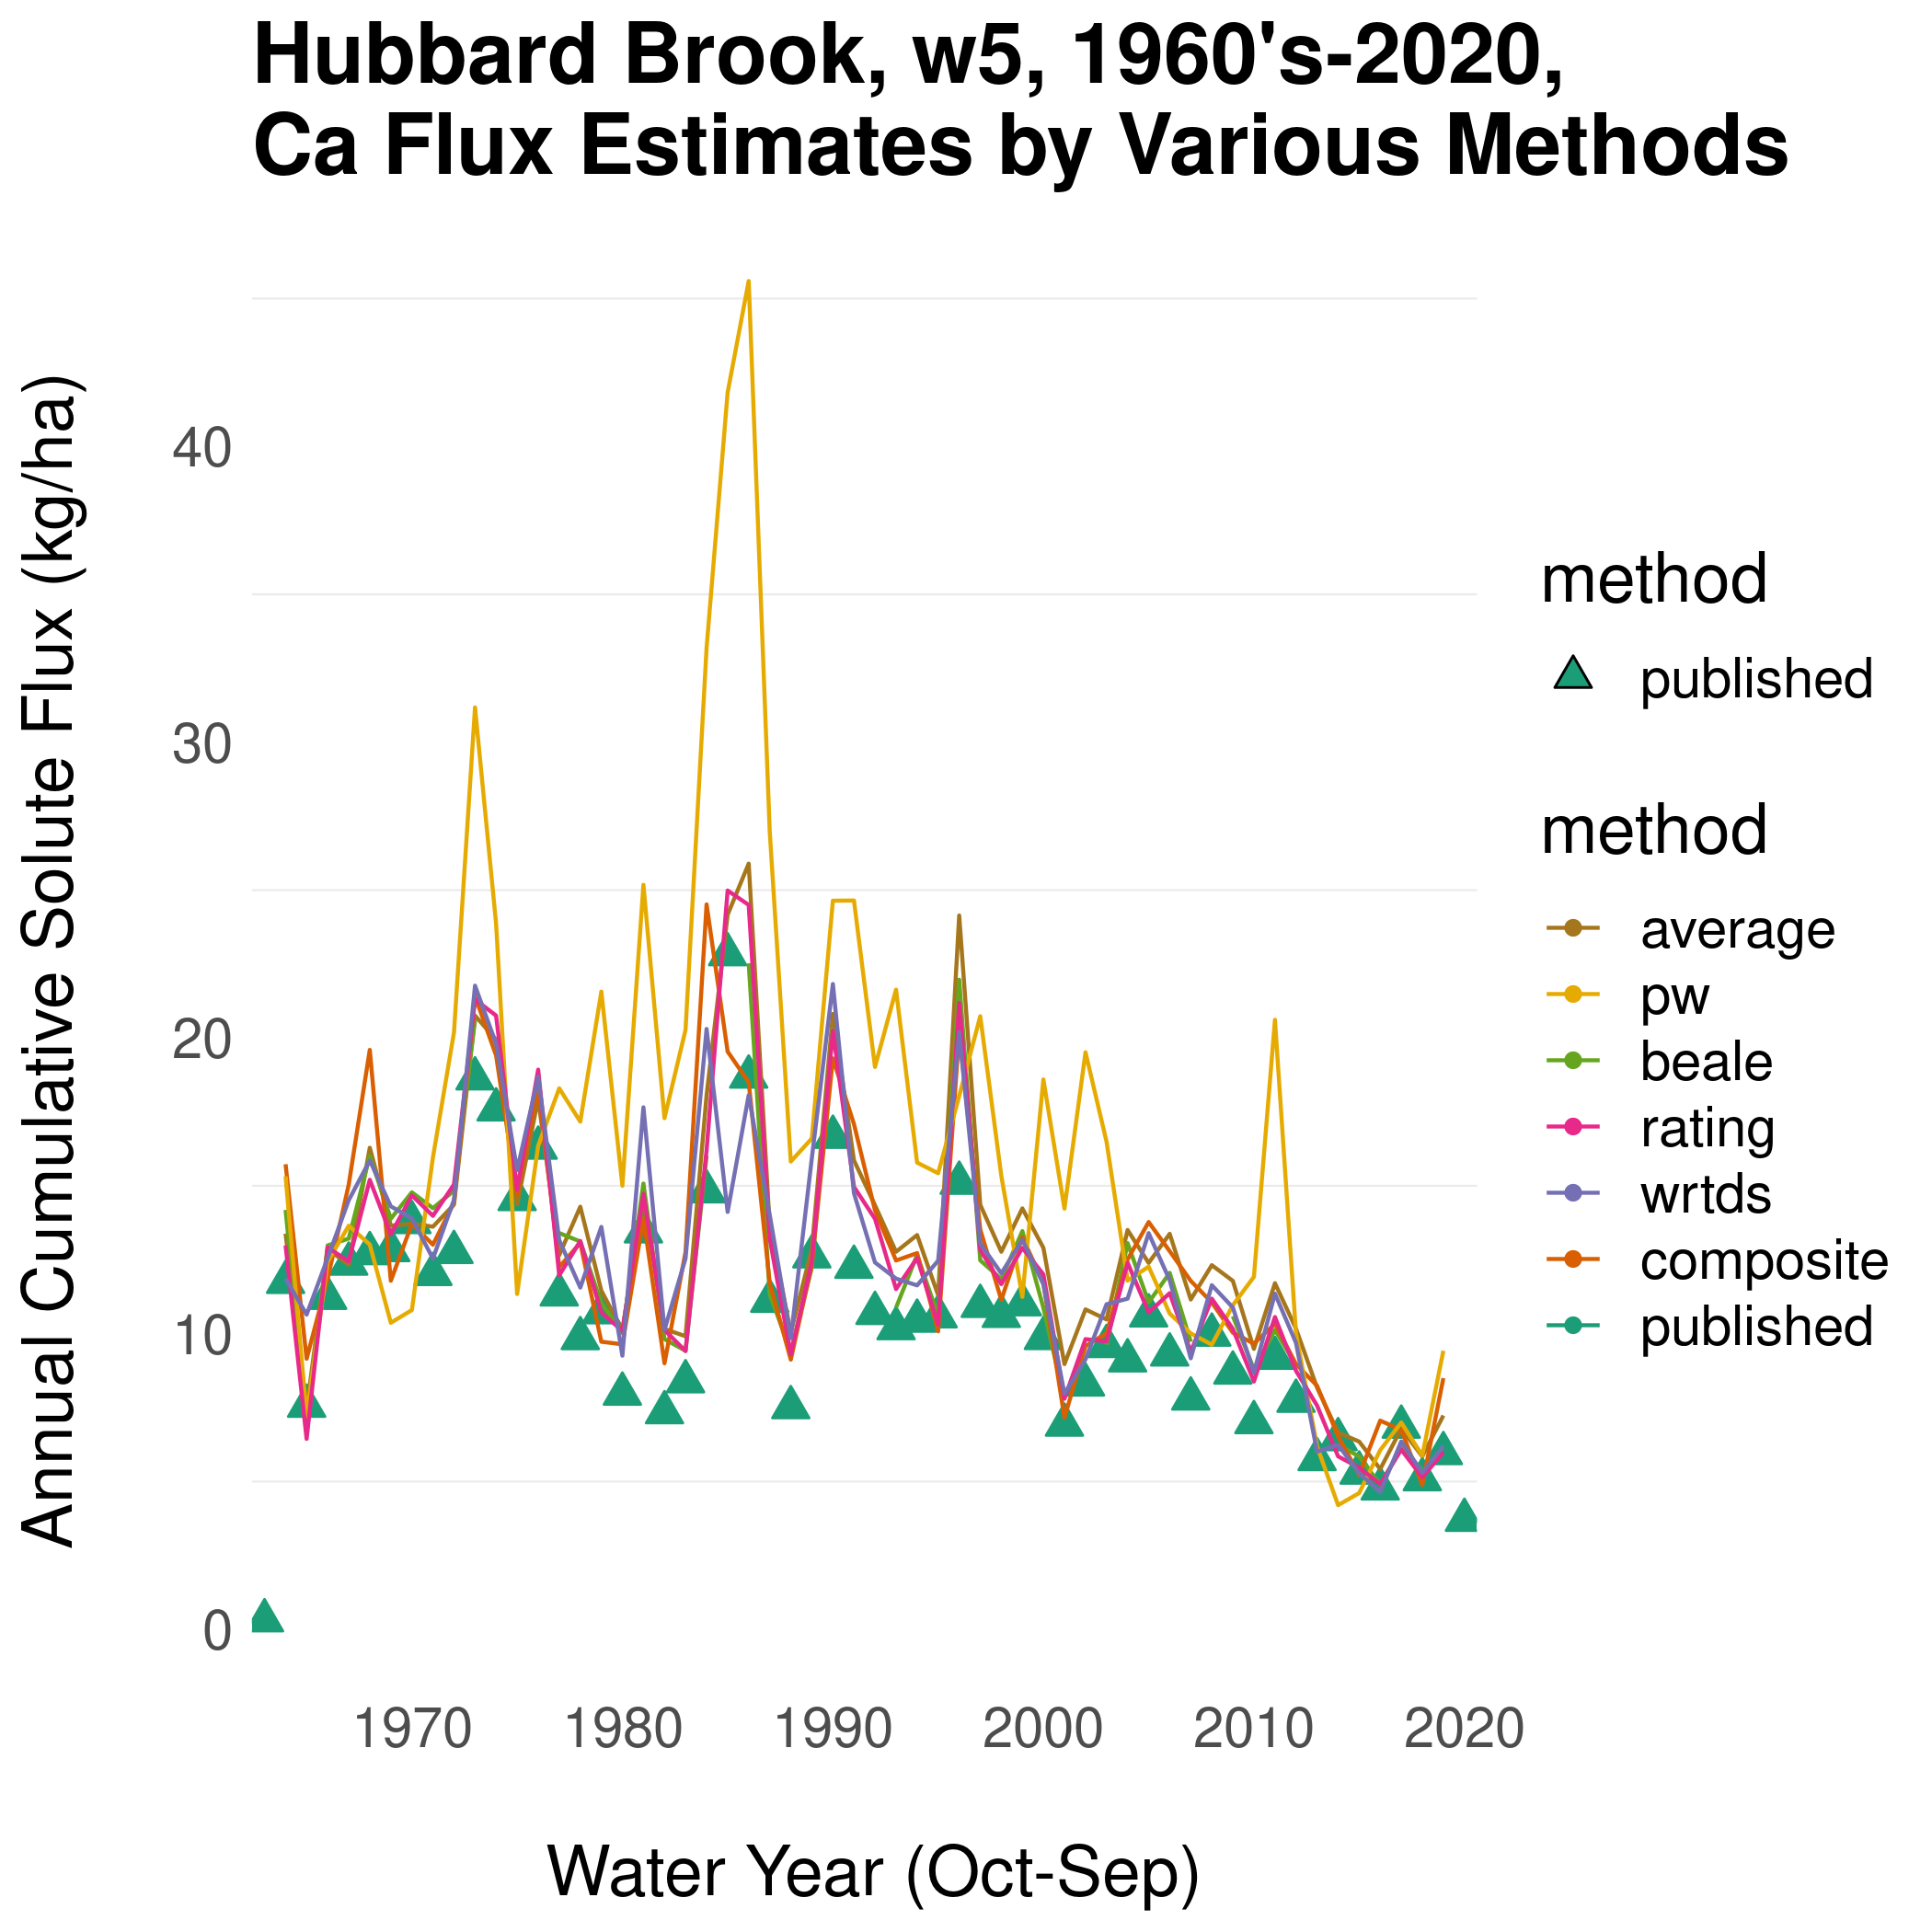 Hubbard Brook, w5, 1960's-2020,
Ca Flux Estimates by Various Methods
Annual Cumulative Solute Flux (kg/ha)
40
30
20
10
0
1970 1980 1990 2000 2010 2020
Water Year (Oct-Sep)
method
published
method
average
pw
beale
rating
wrtds
composite
published